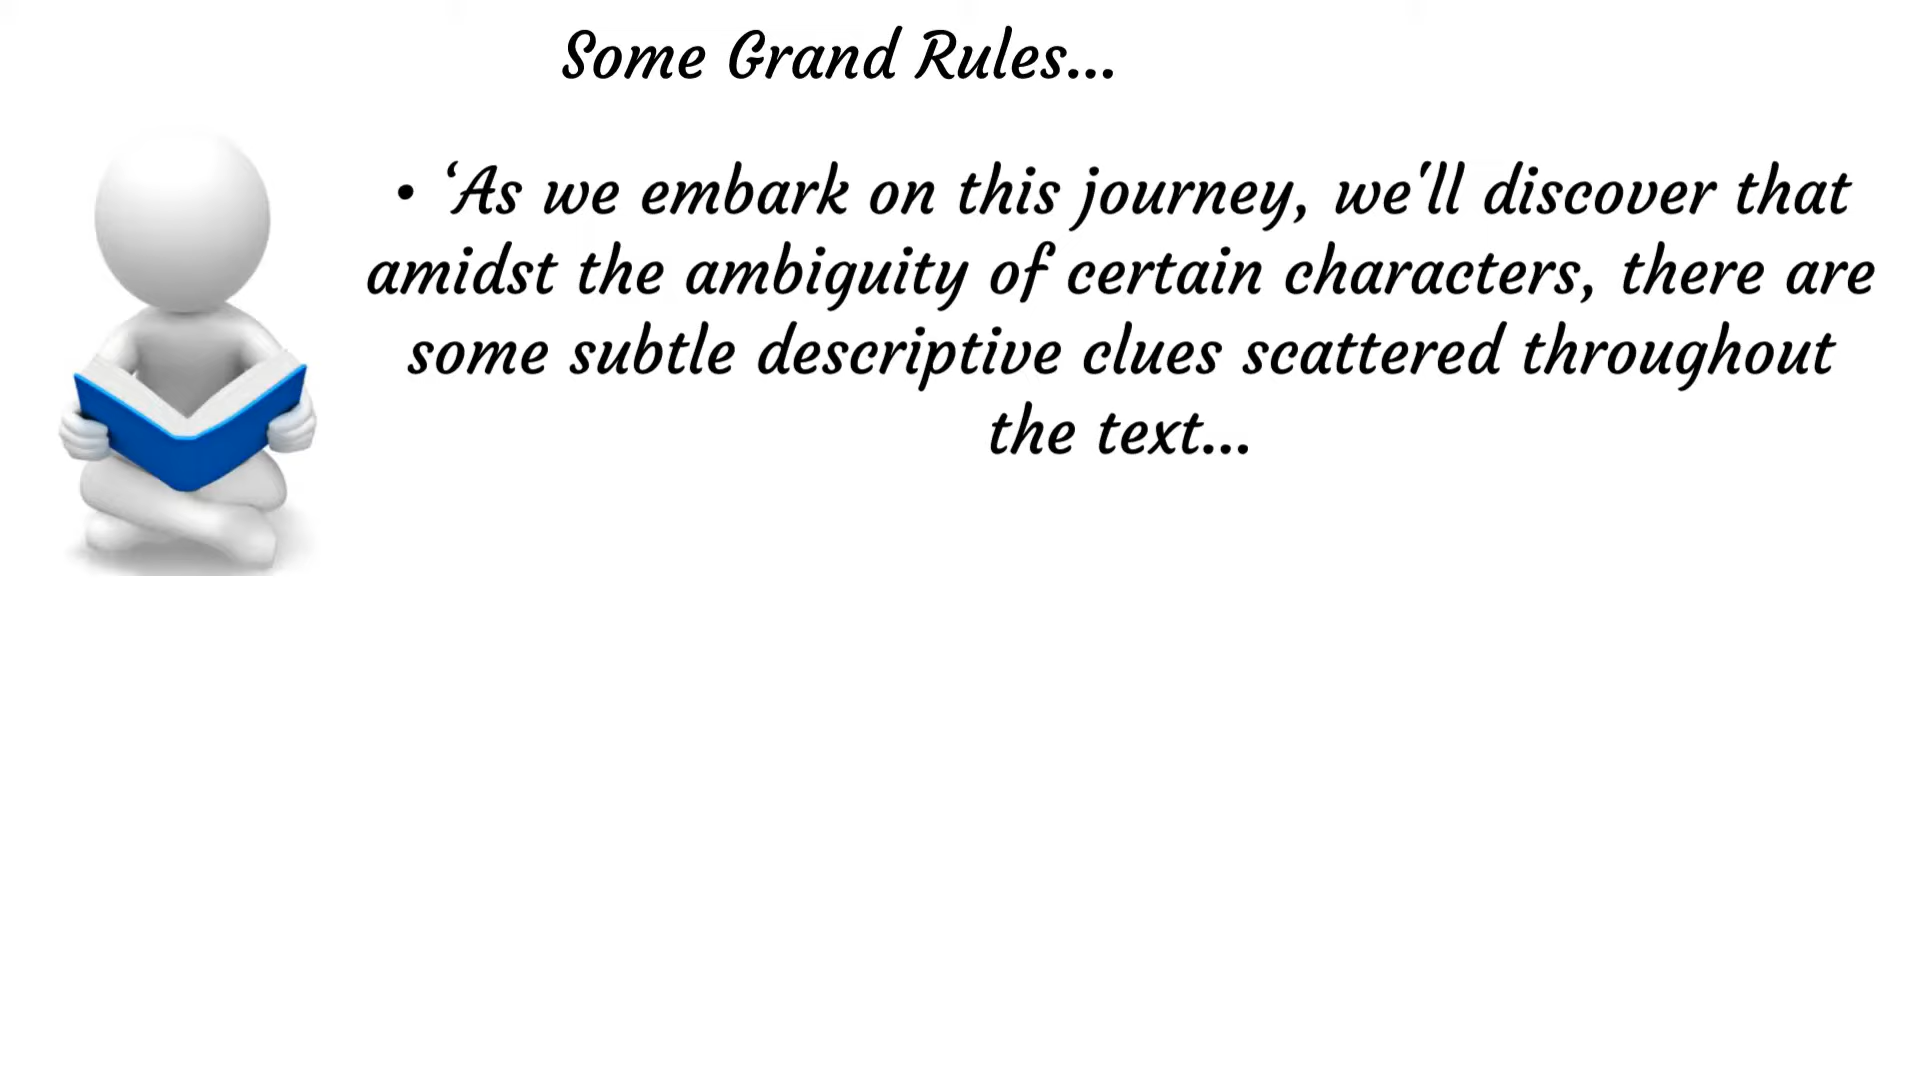 Some Grand Rules...
• ‘As we embark on this journey, we'll discover that
amidst the ambiguity of certain characters, there are
some subtle descriptive clues scattered throughout
the text...